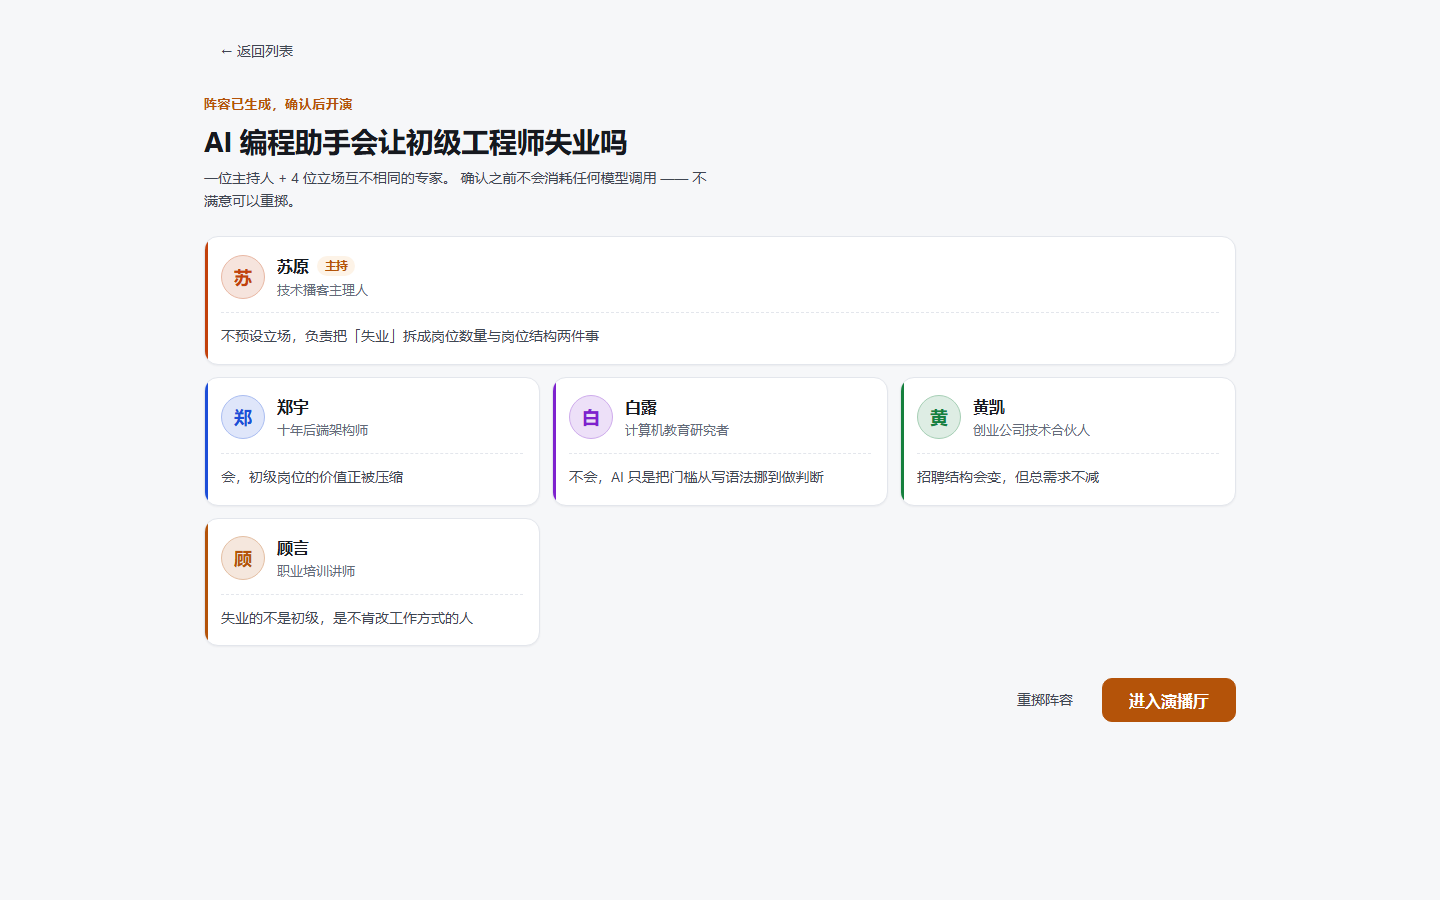 ← 返回列表
阵容已生成，确认后开演
AI 编程助手会让初级工程师失业吗
一位主持人 + 4 位立场互不相同的专家。 确认之前不会消耗任何模型调用 —— 不
满意可以重掷。
苏
苏原 主持
技术播客主理人
不预设立场，负责把「失业」拆成岗位数量与岗位结构两件事
郑
郑宇
十年后端架构师
会，初级岗位的价值正被压缩
白
白露
计算机教育研究者
不会，AI 只是把门槛从写语法挪到做判断
黄
黄凯
创业公司技术合伙人
招聘结构会变，但总需求不减
顾
顾言
职业培训讲师
失业的不是初级，是不肯改工作方式的人
重掷阵容
进入演播厅